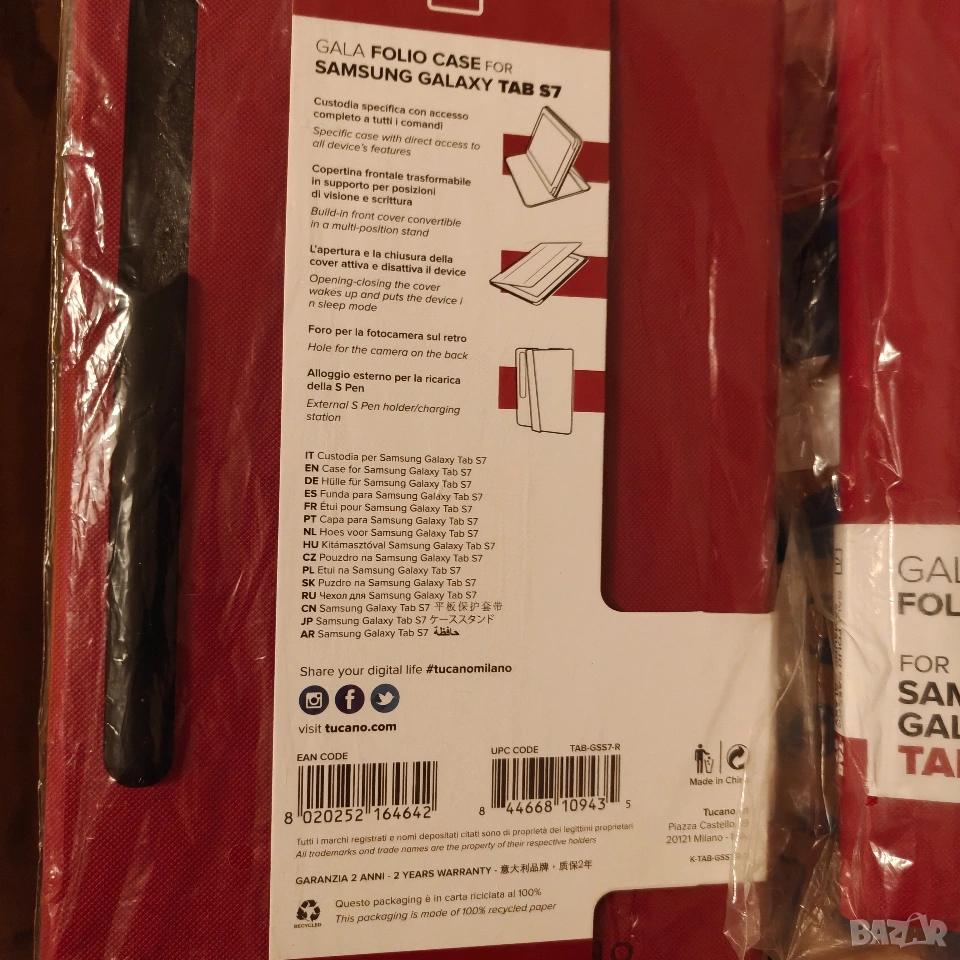 GALA FOLIO CASE FOR
SAMSUNG GALAXY TAB S7
Custodia specifica con accesso
completo a tutti i comandi
Specific case with direct access to
all device's features
Copertina frontale trasformabile
in supporto per posizioni
di visione e scrittura
Build-in front cover convertible
in a multi-position stand
L'apertura e la chiusura della
cover attiva e disattiva il device
Opening-closing the cover
wakes up and puts the device i
n sleep mode
Foro per la fotocamera sul retro
Hole for the camera on the back
Alloggio esterno per la ricarica
della S Pen
External S Pen holder/charging
station
IT Custodia per Samsung Galaxy Tab S7
EN Case for Samsung Galaxy Tab S7
DE Hülle für Samsung Galaxy Tab S7
ES Funda para Samsung Galaxy Tab S7
FR Étui pour Samsung Galaxy Tab S7
PT Capa para Samsung Galaxy Tab S7
NL Hoes voor Samsung Galaxy Tab S7
HU Kitámasztóval Samsung Galaxy Tab S7
CZ Pouzdro na Samsung Galaxy Tab S7
PL Etui na Samsung Galaxy Tab S7
SK Puzdro na Samsung Galaxy Tab S7
RU Чехол для Samsung Galaxy Tab S7
CN Samsung Galaxy Tab S7 平板保护套带
JP Samsung Galaxy Tab S7 ケーススタンド
AR Samsung Galaxy Tab S7 حافظة
Share your digital life #tucanomilano
visit tucano.com
EAN CODE
8 020252 164642
UPC CODE TAB-GSS7-R
8 44668 10943 5
Made in China
Tucano
Piazza Castello
20121 Milano -
K-TAB-GSS7
Tutti i marchi registrati e nomi depositati citati sono di proprietà dei legittimi proprietari
All trademarks and trade names are the property of their respective holders
GARANZIA 2 ANNI - 2 YEARS WARRANTY - 意大利品牌，质保2年
RECYCLED
Questo packaging è in carta riciclata al 100%
This packaging is made of 100% recycled paper
GAL
FOL
FOR
SAM
GAL
TAB
BAZAR